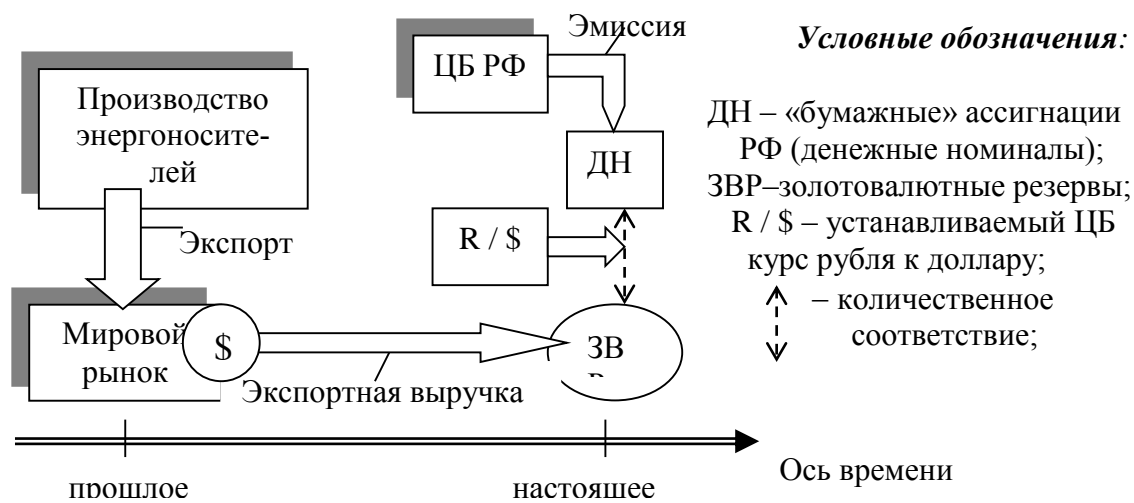 Эмиссия
Условные обозначения:
ЦБ РФ
Производство
энергоносите-
лей
ДН
ДН – «бумажные» ассигнации
РФ (денежные номиналы);
ЗВР–золотовалютные резервы;
R / $ – устанавливаемый ЦБ
курс рубля к доллару;
– количественное
соответствие;
R / $
Экспорт
Мировой
рынок
$
ЗВ
Экспортная выручка
Ось времени
прошлое
настоящее